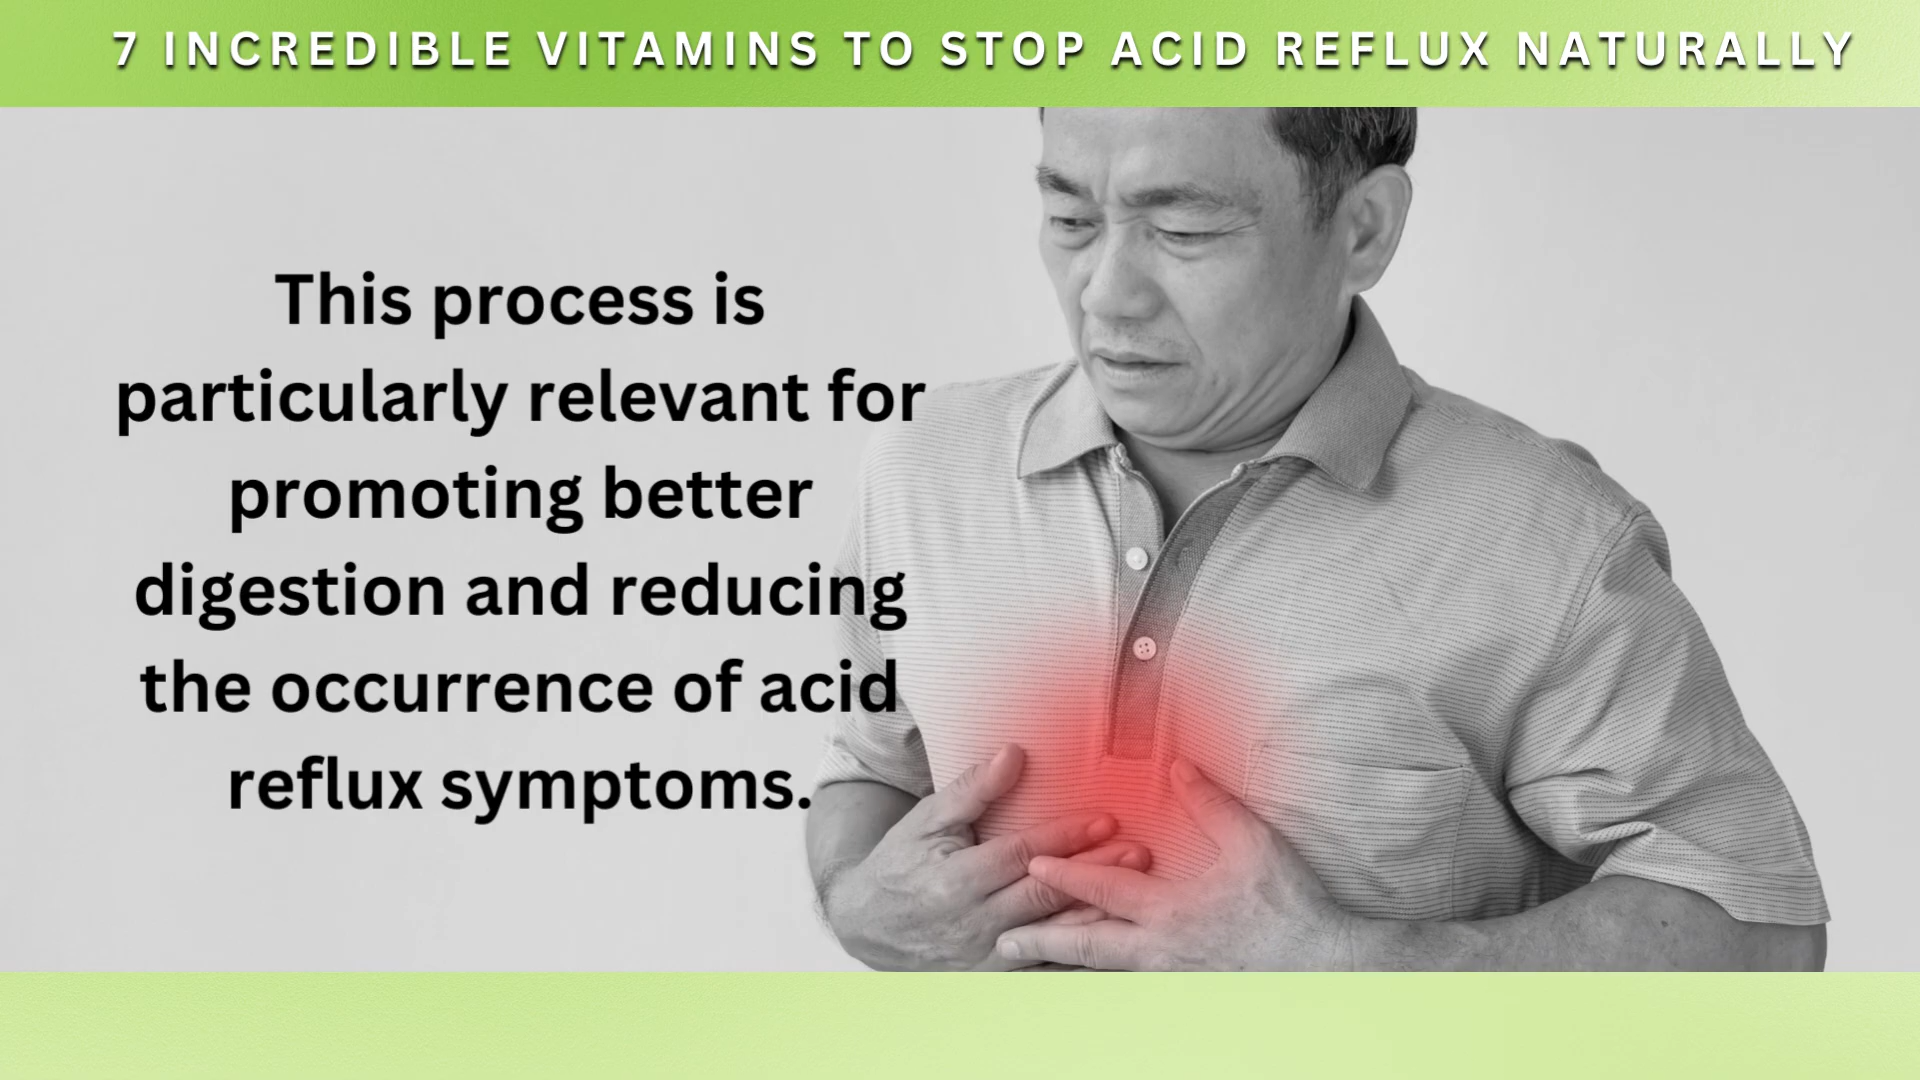 7 INCREDIBLE VITAMINS TO STOP ACID REFLUX NATURALLY
This process is
particularly relevant for
promoting better
digestion and reducing
the occurrence of acid
reflux symptoms.